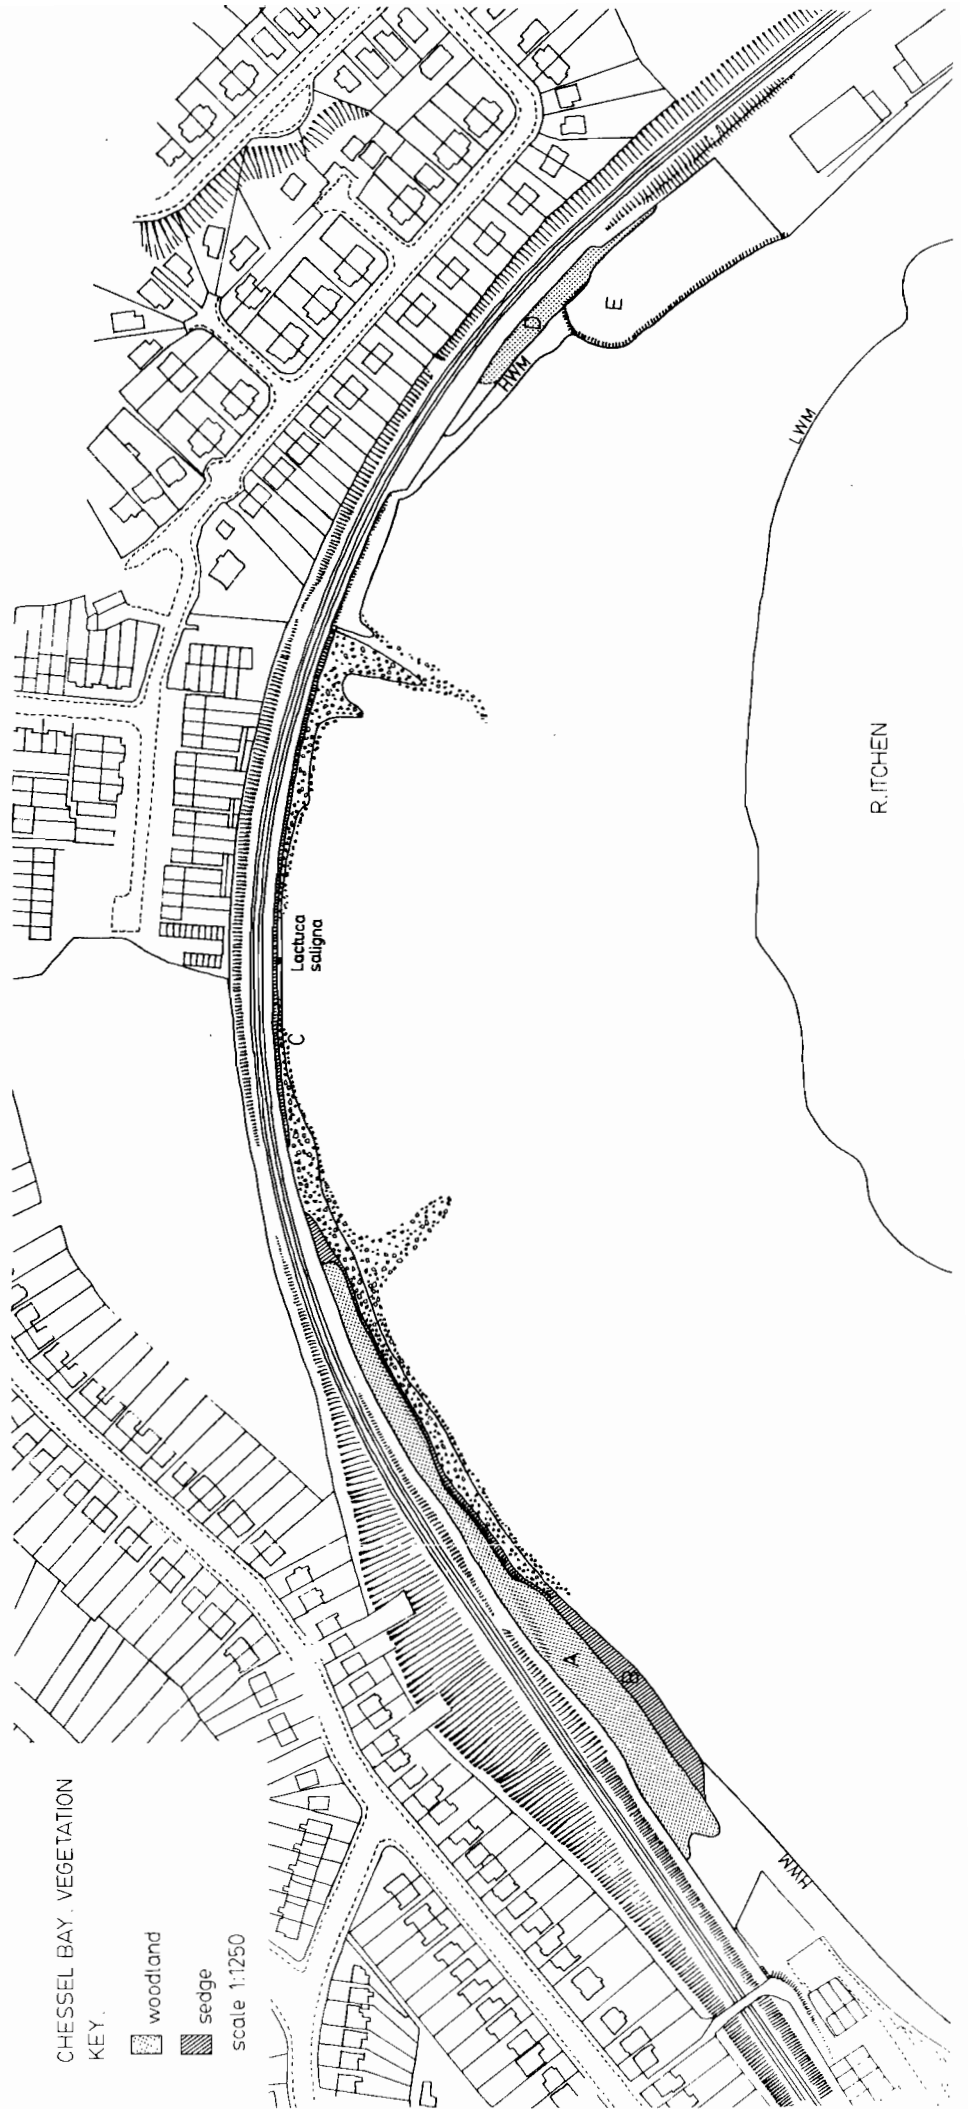 CHESSEL BAY. VEGETATION
KEY.
woodland
sedge
scale 1:1250
HWM
A
B
C
Lactuca
saligna
R. ITCHEN
LWM
HWM
D
E